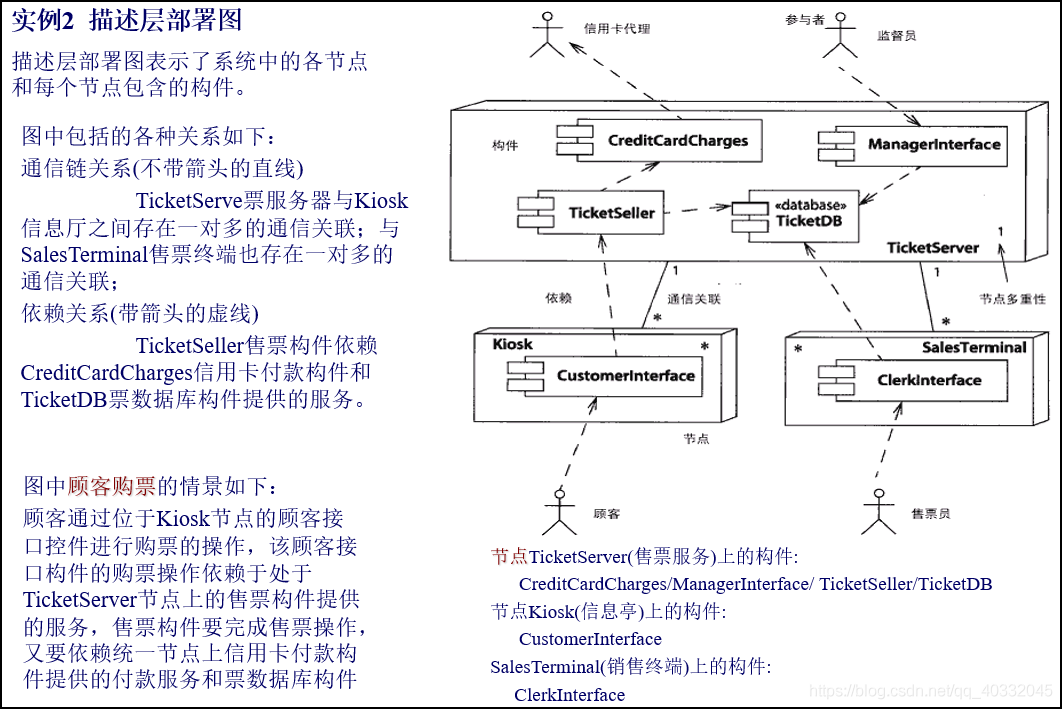 实例2 描述层部署图
描述层部署图表示了系统中的各节点
和每个节点包含的构件。
图中包括的各种关系如下：
通信链关系(不带箭头的直线)
TicketServe票服务器与Kiosk
信息厅之间存在一对多的通信关联；与
SalesTerminal售票终端也存在一对多的
通信关联；
依赖关系(带箭头的虚线)
TicketSeller售票构件依赖
CreditCardCharges信用卡付款构件和
TicketDB票数据库构件提供的服务。
图中顾客购票的情景如下：
顾客通过位于Kiosk节点的顾客接
口控件进行购票的操作，该顾客接
口构件的购票操作依赖于处于
TicketServer节点上的售票构件提供
的服务，售票构件要完成售票操作，
又要依赖统一节点上信用卡付款构
件提供的付款服务和票数据库构件
信用卡代理
参与者
监督员
构件
CreditCardCharges
ManagerInterface
TicketSeller
«database»
TicketDB
TicketServer
1
依赖
1
通信关联
*
1
*
节点多重性
Kiosk
*
CustomerInterface
*
SalesTerminal
ClerkInterface
节点
顾客
售票员
节点TicketServer(售票服务)上的构件:
CreditCardCharges/ManagerInterface/ TicketSeller/TicketDB
节点Kiosk(信息亭)上的构件:
CustomerInterface
SalesTerminal(销售终端)上的构件:
ClerkInterface
https://blog.csdn.net/qq_40332045